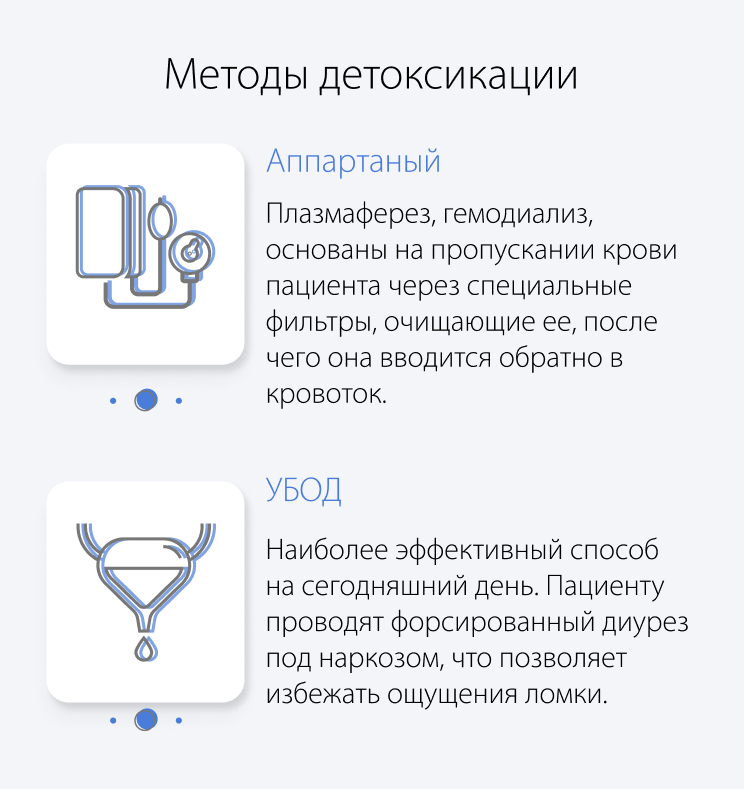 Методы детоксикации
Аппартаный
Плазмаферез, гемодиализ,
основаны на пропускании крови
пациента через специальные
фильтры, очищающие ее, после
чего она вводится обратно в
кровоток.
УБОД
Наиболее эффективный способ
на сегодняшний день. Пациенту
проводят форсированный диурез
под наркозом, что позволяет
избежать ощущения ломки.